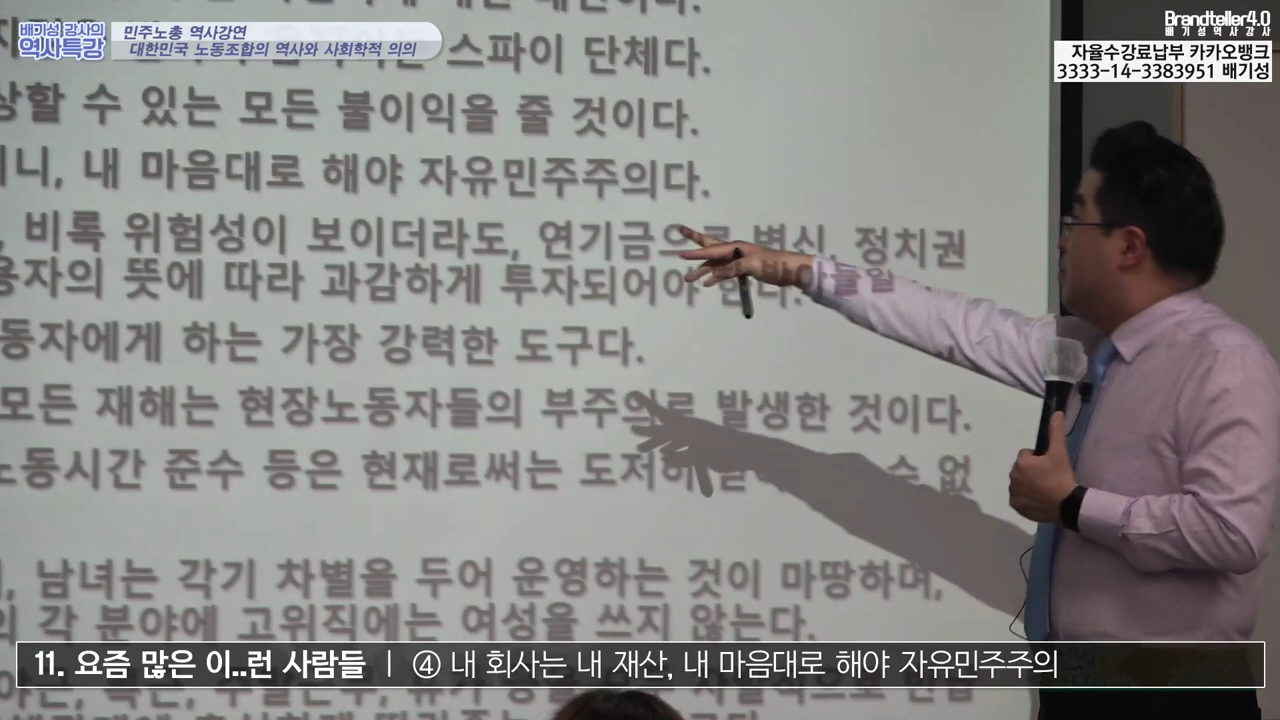 배기성 강사의
역사특강
민주노총 역사강연
대한민국 노동조합의 역사와 사회학적 의의
Brandteller4.0
배기성역사강사
자율수강료납부 카카오뱅크
3333-14-3383951 배기성
스파이 단체다.
상할 수 있는 모든 불이익을 줄 것이다.
니, 내 마음대로 해야 자유민주주의다.
, 비록 위험성이 보이더라도, 연기금으로 변신, 정치권
용자의 뜻에 따라 과감하게 투자되어야 한다.
동자에게 하는 가장 강력한 도구다.
모든 재해는 현장노동자들의 부주의로 발생한 것이다.
노동시간 준수 등은 현재로써는 도저히 수 없
, 남녀는 각기 차별을 두어 운영하는 것이 마땅하며,
의 각 분야에 고위직에는 여성을 쓰지 않는다.
11. 요즘 많은 이..런 사람들 | ④ 내 회사는 내 재산, 내 마음대로 해야 자유민주주의